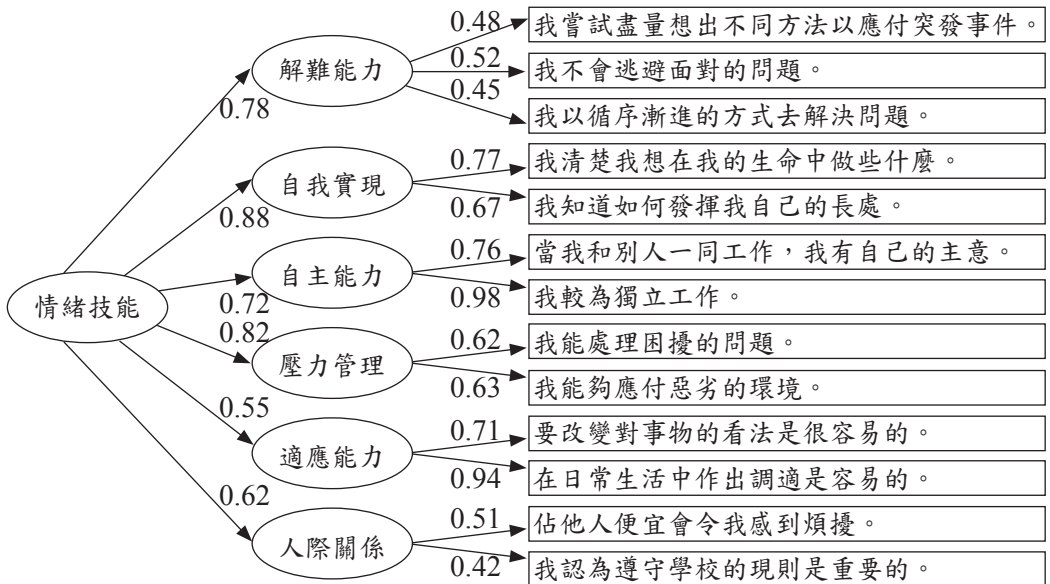 0.48
我嘗試盡量想出不同方法以應付突發事件。
解難能力
0.52
我不會逃避面對的問題。
0.45
我以循序漸進的方式去解決問題。
0.78
0.77
我清楚我想在我的生命中做些什麼。
自我實現
0.67
我知道如何發揮我自己的長處。
0.88
0.76
當我和別人一同工作，我有自己的主意。
自主能力
0.98
我較為獨立工作。
0.72
情緒技能
0.82
0.62
我能處理困擾的問題。
壓力管理
0.63
我能夠應付惡劣的環境。
0.55
0.71
要改變對事物的看法是很容易的。
適應能力
0.94
在日常生活中作出調適是容易的。
0.62
0.51
佔他人便宜會令我感到煩擾。
人際關係
0.42
我認為遵守學校的現則是重要的。